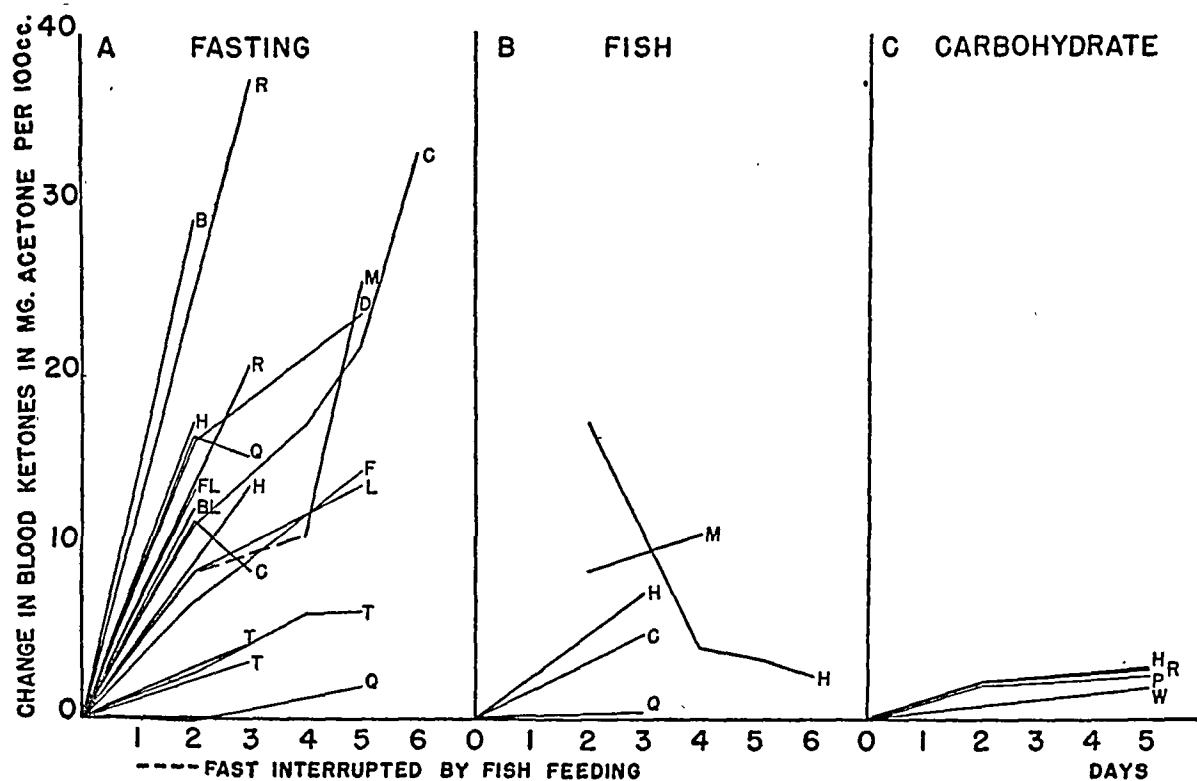 CHANGE IN BLOOD KETONES IN MG. ACETONE PER 100cc.
40
30
20
10
0
A FASTING
R
C
B
M
D
R
H
Q
F
FL
H
L
BL
C
T
T
T
Q
1 2 3 4 5 6
B FISH
M
H
C
H
Q
0 1 2 3 4 5 6
C CARBOHYDRATE
H
R
P
W
0 1 2 3 4 5
----FAST INTERRUPTED BY FISH FEEDING
DAYS